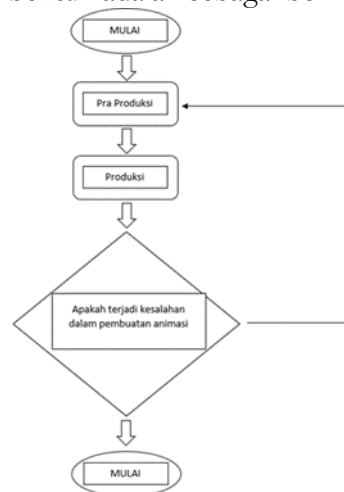 MULAI
Pra Produksi
Produksi
Apakah terjadi kesalahan
dalam pembuatan animasi
MULAI